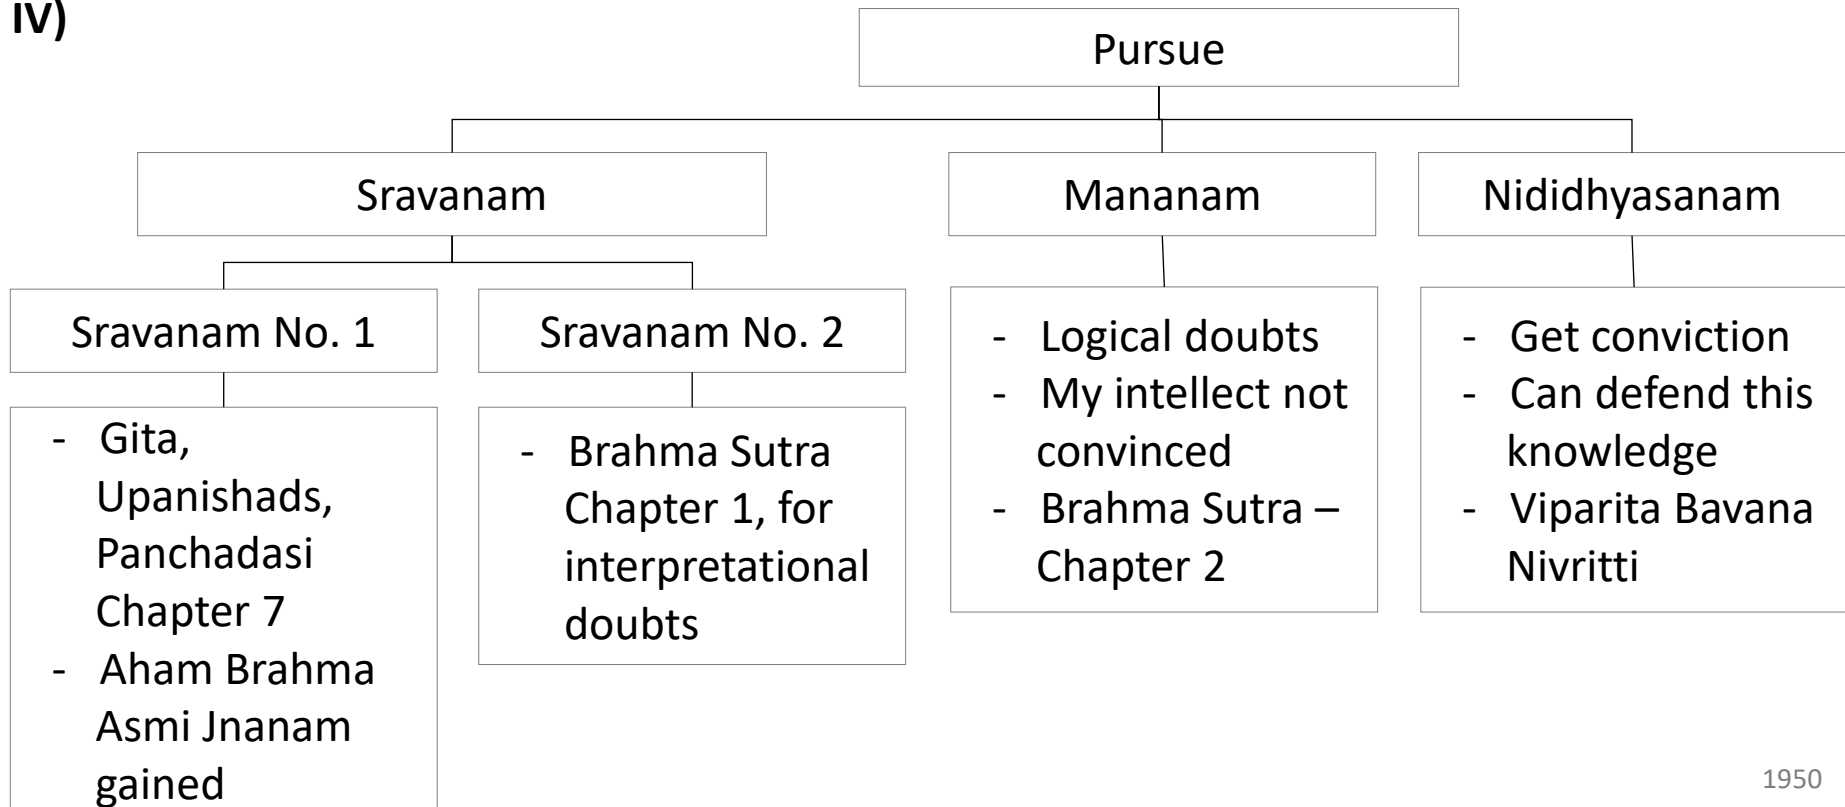 IV)
Pursue
Sravanam
Mananam
Nididhyasanam
Sravanam No. 1
Sravanam No. 2
- Gita,
Upanishads,
Panchadasi
Chapter 7
- Aham Brahma
Asmi Jnanam
gained
- Brahma Sutra
Chapter 1, for
interpretational
doubts
- Logical doubts
- My intellect not
convinced
- Brahma Sutra –
Chapter 2
- Get conviction
- Can defend this
knowledge
- Viparita Bavana
Nivritti
1950